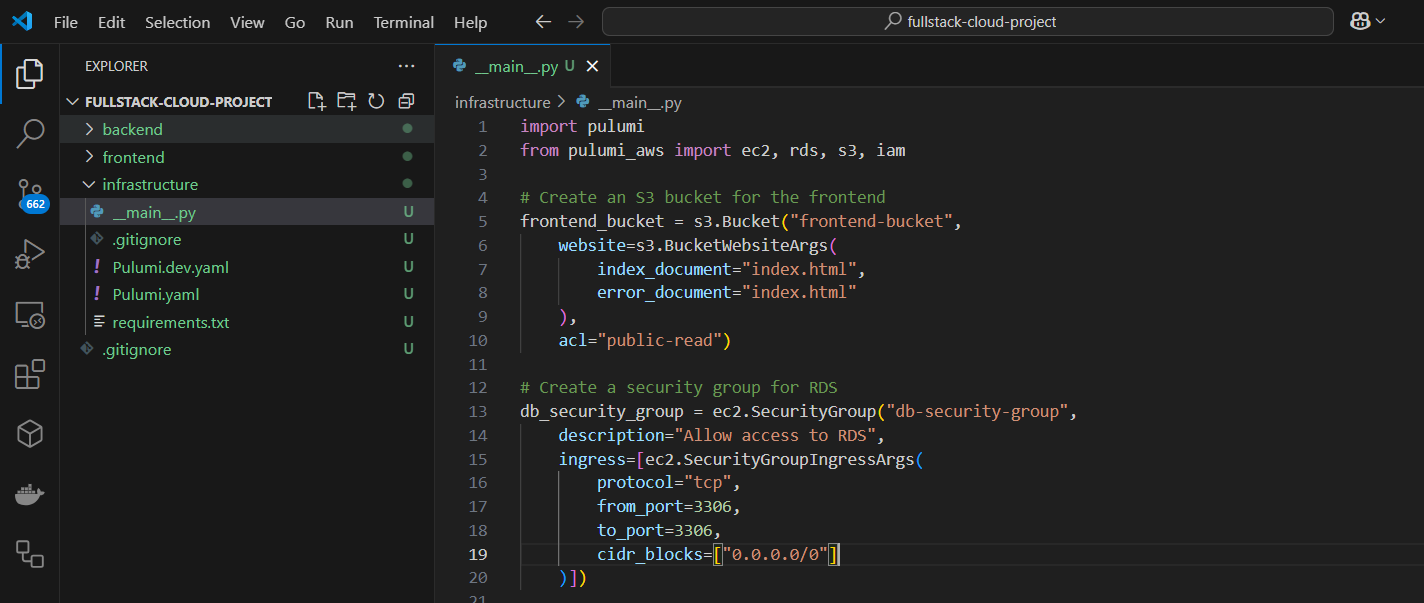 File Edit Selection View Go Run Terminal Help
fullstack-cloud-project
EXPLORER
FULLSTACK-CLOUD-PROJECT
backend
frontend
infrastructure
__main__.py U
.gitignore U
! Pulumi.dev.yaml U
! Pulumi.yaml U
requirements.txt U
.gitignore U
662
__main__.py U
infrastructure > __main__.py
1 import pulumi
2 from pulumi_aws import ec2, rds, s3, iam
3
4 # Create an S3 bucket for the frontend
5 frontend_bucket = s3.Bucket("frontend-bucket",
6     website=s3.BucketWebsiteArgs(
7         index_document="index.html",
8         error_document="index.html"
9     ),
10     acl="public-read")
11
12 # Create a security group for RDS
13 db_security_group = ec2.SecurityGroup("db-security-group",
14     description="Allow access to RDS",
15     ingress=[ec2.SecurityGroupIngressArgs(
16         protocol="tcp",
17         from_port=3306,
18         to_port=3306,
19         cidr_blocks=["0.0.0.0/0"]
20     )])
21